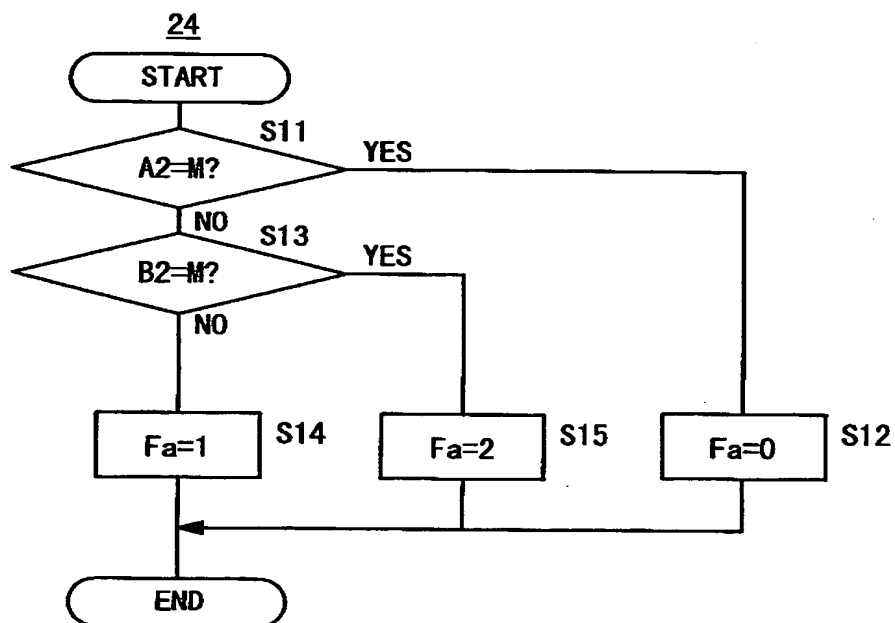 24
START
S11
A2=M?
YES
NO
S13
B2=M?
YES
NO
Fa=1
S14
Fa=2
S15
Fa=0
S12
END